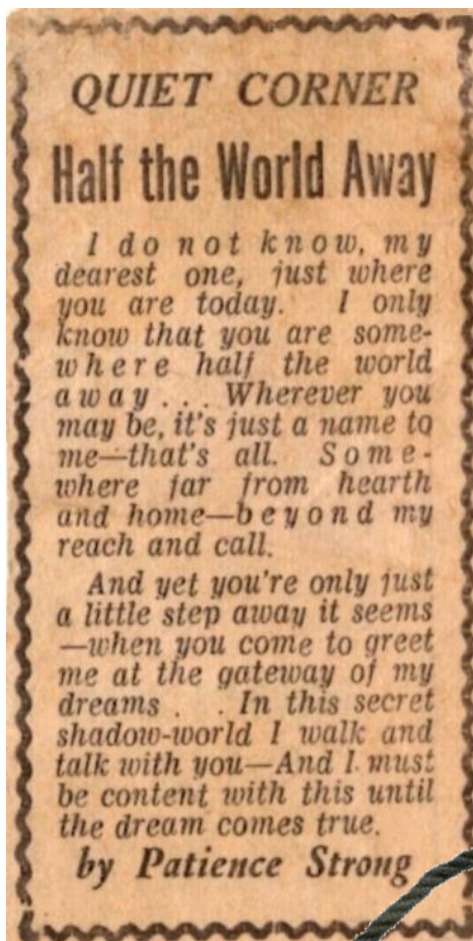 QUIET CORNER
Half the World Away
I do not know, my
dearest one, just where
you are today. I only
know that you are some-
where half the world
away . . . Wherever you
may be, it's just a name to
me—that's all. Some-
where far from hearth
and home—beyond my
reach and call.
And yet you're only just
a little step away it seems
—when you come to greet
me at the gateway of my
dreams . . In this secret
shadow-world I walk and
talk with you—And I must
be content with this until
the dream comes true.
by Patience Strong